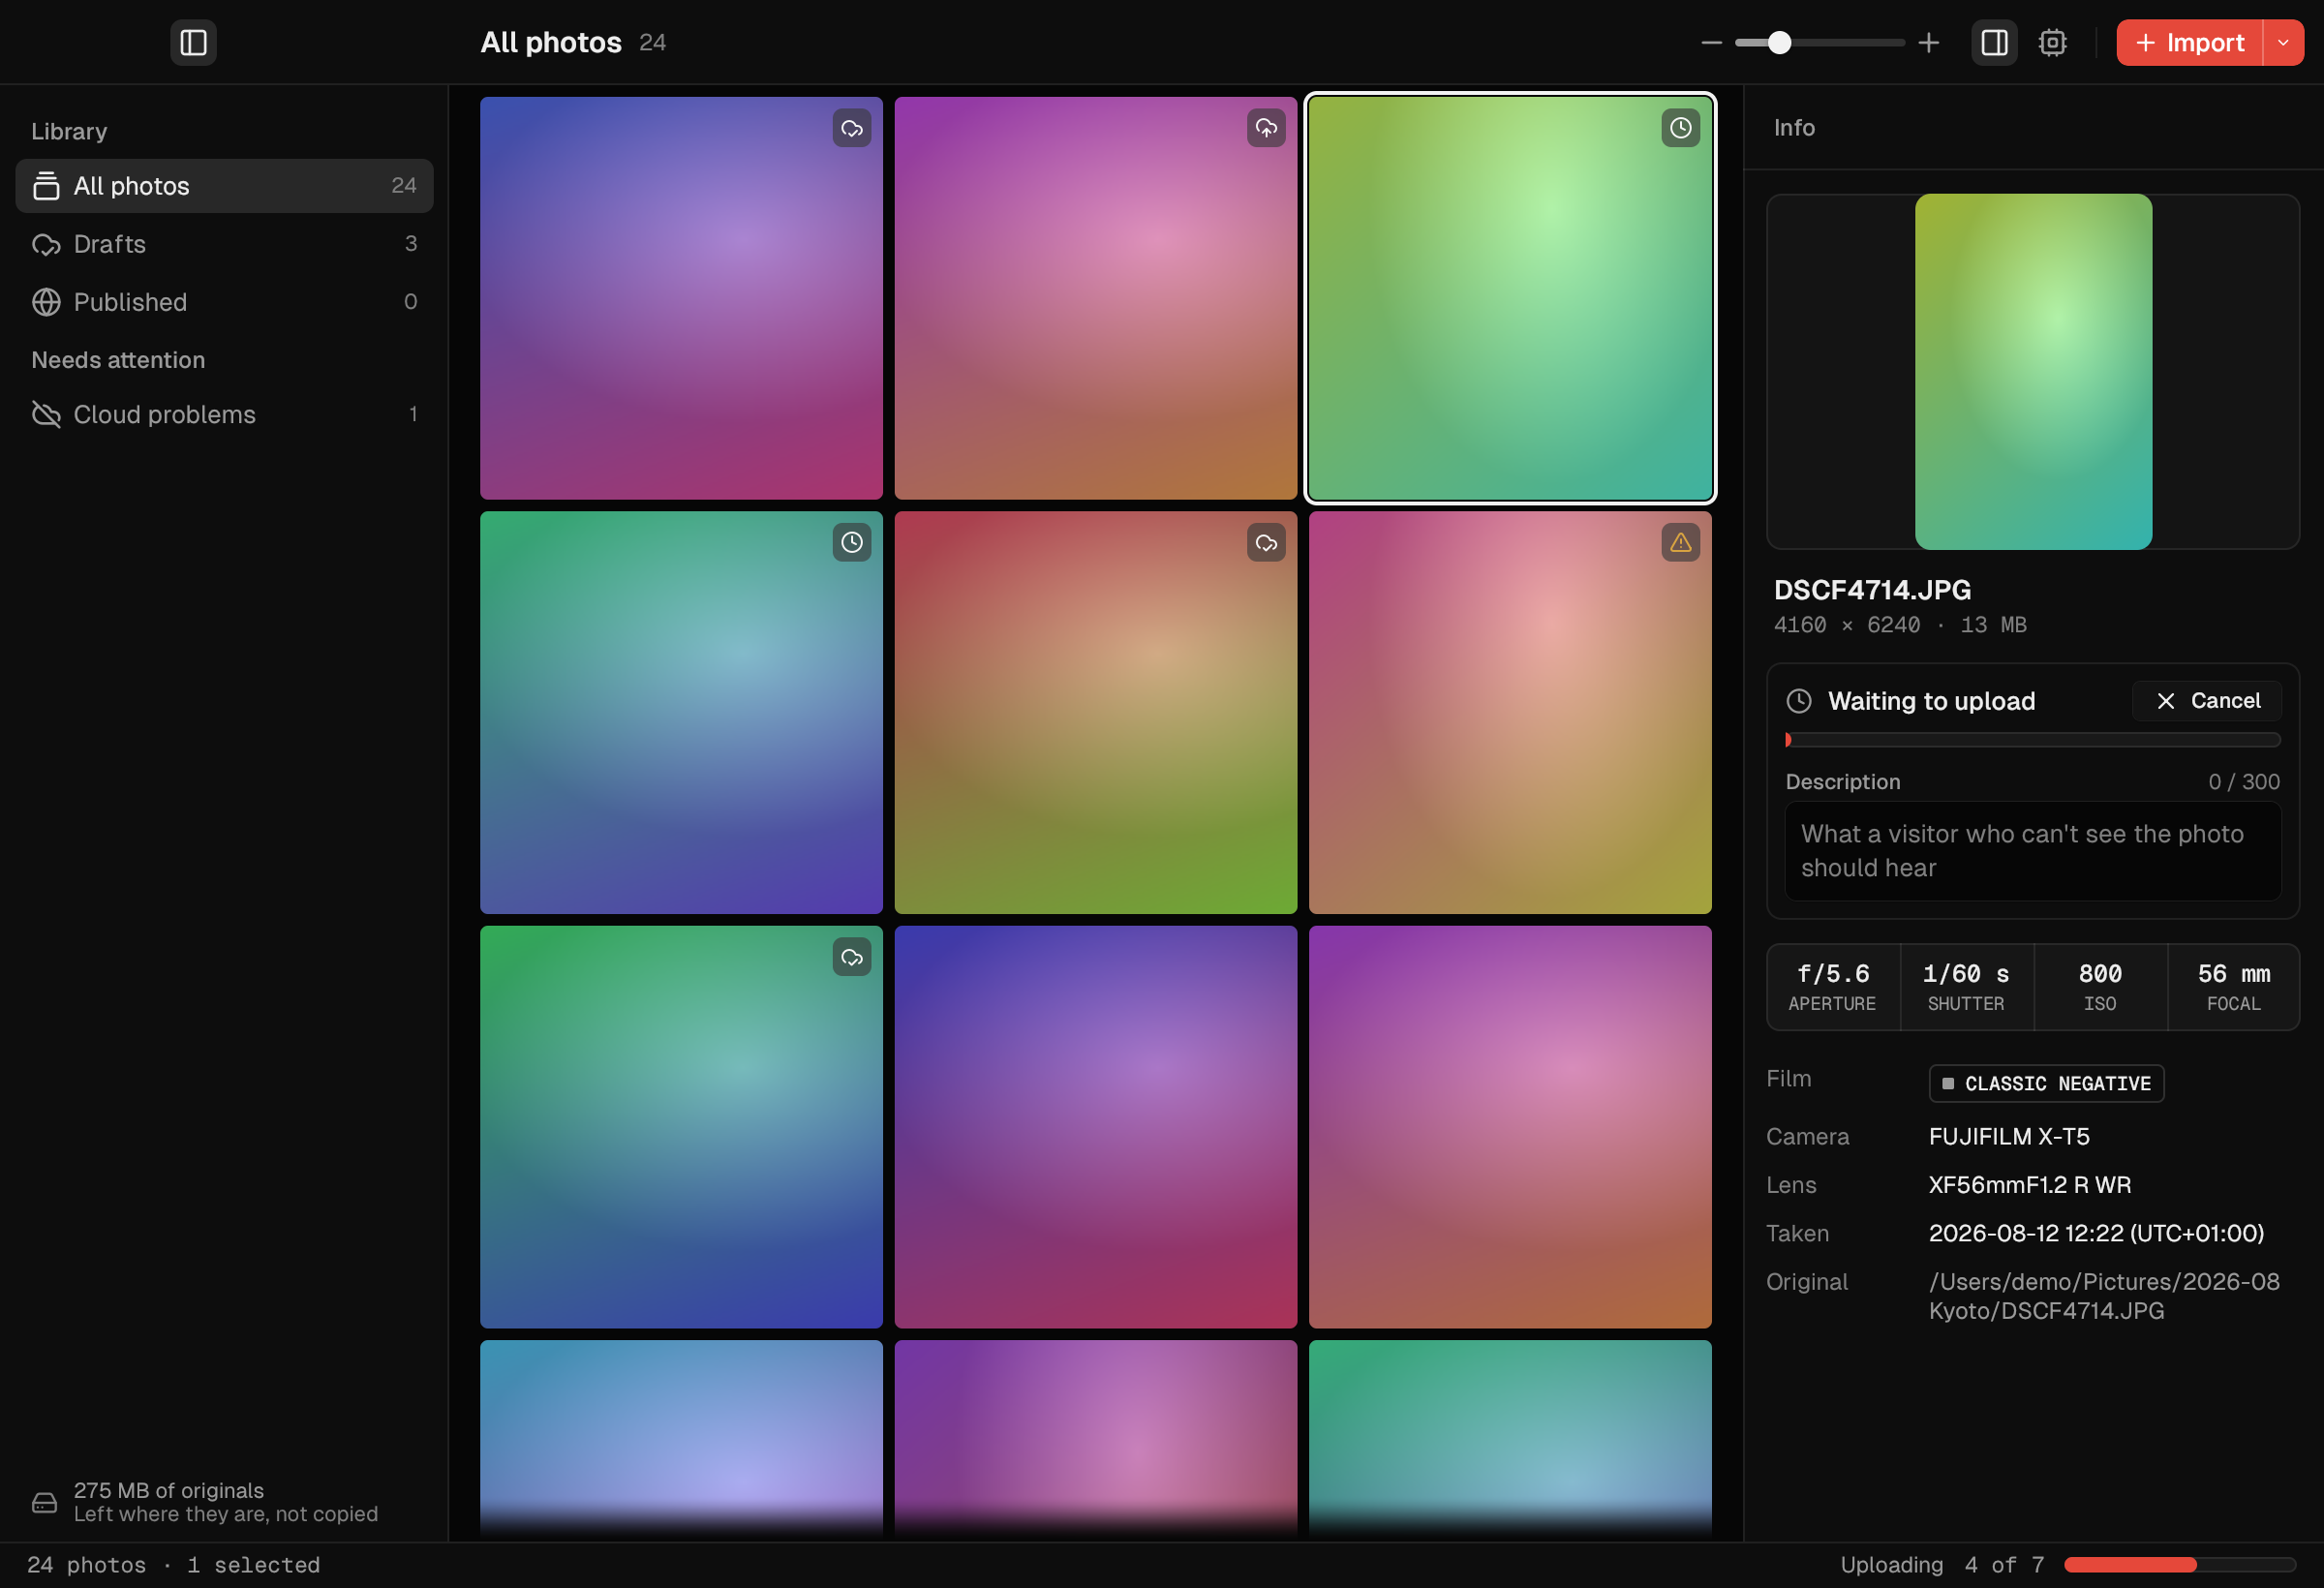 All photos 24
Import
Library
All photos 24
Drafts 3
Published 0
Needs attention
Cloud problems 1
275 MB of originals
Left where they are, not copied
Info
DSCF4714.JPG
4160 × 6240 · 13 MB
Waiting to upload
Cancel
Description 0 / 300
What a visitor who can't see the photo
should hear
f/5.6 1/60 s 800 56 mm
APERTURE SHUTTER ISO FOCAL
Film CLASSIC NEGATIVE
Camera FUJIFILM X-T5
Lens XF56mmF1.2 R WR
Taken 2026-08-12 12:22 (UTC+01:00)
Original /Users/demo/Pictures/2026-08
Kyoto/DSCF4714.JPG
24 photos · 1 selected
Uploading 4 of 7